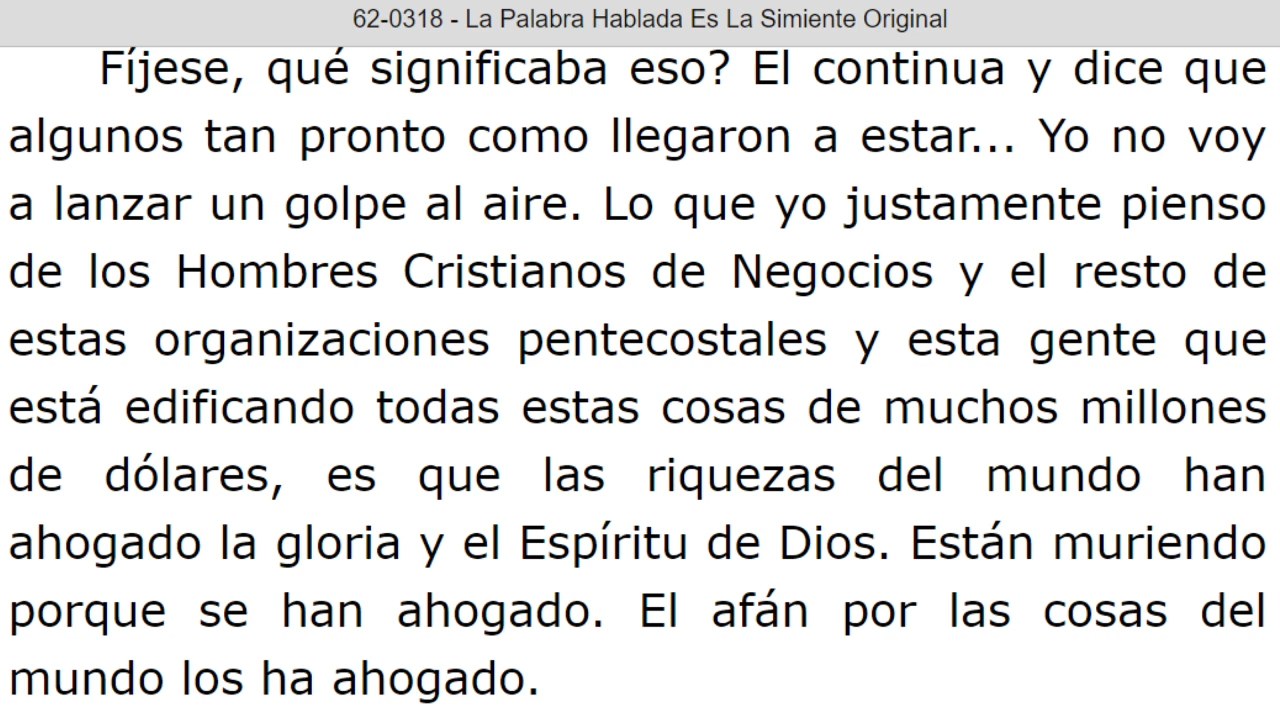 62-0318 - La Palabra Hablada Es La Simiente Original
Fíjese, qué significaba eso? El continua y dice que
algunos tan pronto como llegaron a estar... Yo no voy
a lanzar un golpe al aire. Lo que yo justamente pienso
de los Hombres Cristianos de Negocios y el resto de
estas organizaciones pentecostales y esta gente que
está edificando todas estas cosas de muchos millones
de dólares, es que las riquezas del mundo han
ahogado la gloria y el Espíritu de Dios. Están muriendo
porque se han ahogado. El afán por las cosas del
mundo los ha ahogado.